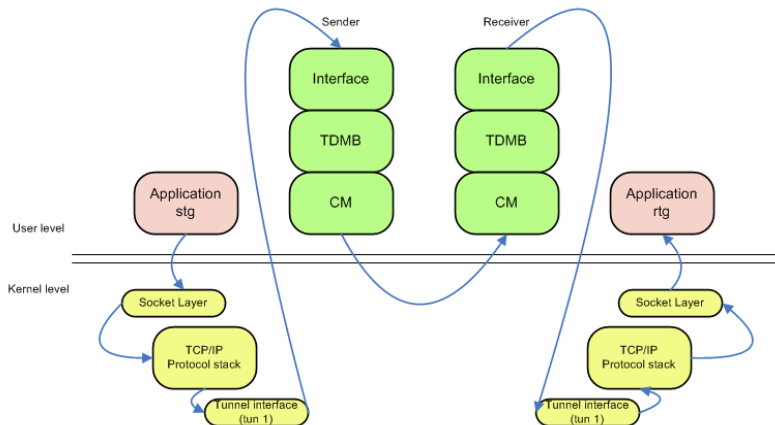 Sender
Receiver
Interface
Interface
TDMB
TDMB
Application
stg
CM
CM
Application
rtg
User level
Kernel level
Socket Layer
Socket Layer
TCP/IP
Protocol stack
TCP/IP
Protocol stack
Tunnel interface
(tun 1)
Tunnel interface
(tun 1)